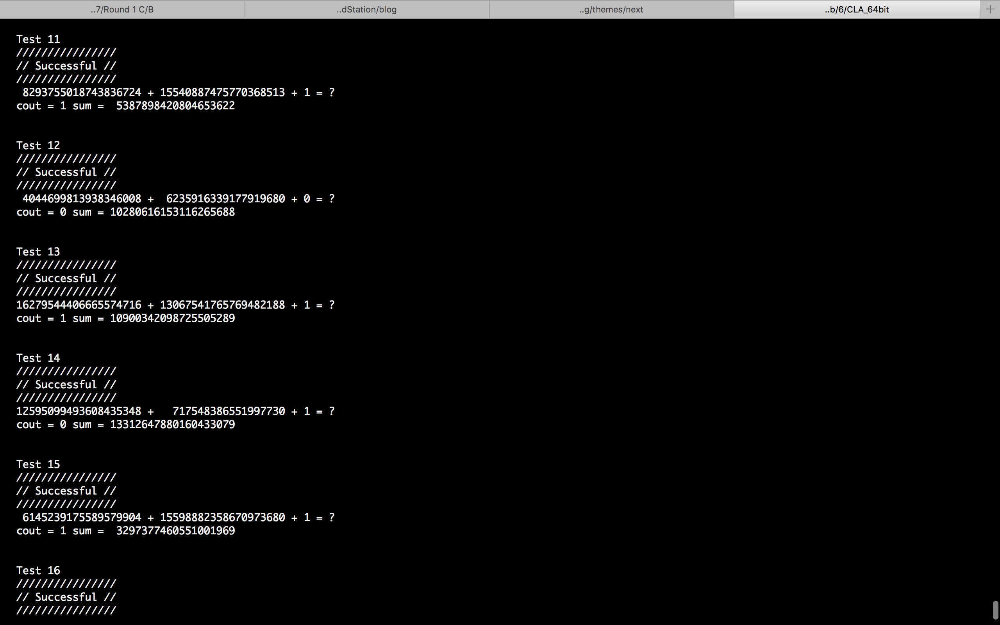 ..7/Round 1 C/B ..dStation/blog ..g/themes/next ..b/6/CLA_64bit +
Test 11
////////////////
// Successful //
////////////////
 8293755018743836724 + 15540887475770368513 + 1 = ?
cout = 1 sum =  5387898420804653622
Test 12
////////////////
// Successful //
////////////////
 4044699813938346008 +  6235916339177919680 + 0 = ?
cout = 0 sum = 10280616153116265688
Test 13
////////////////
// Successful //
////////////////
16279544406665574716 + 13067541765769482188 + 1 = ?
cout = 1 sum = 10900342098725505289
Test 14
////////////////
// Successful //
////////////////
12595099493608435348 +   717548386551997730 + 1 = ?
cout = 0 sum = 13312647880160433079
Test 15
////////////////
// Successful //
////////////////
 6145239175589579904 + 15598882358670973680 + 1 = ?
cout = 1 sum =  3297377460551001969
Test 16
////////////////
// Successful //
////////////////